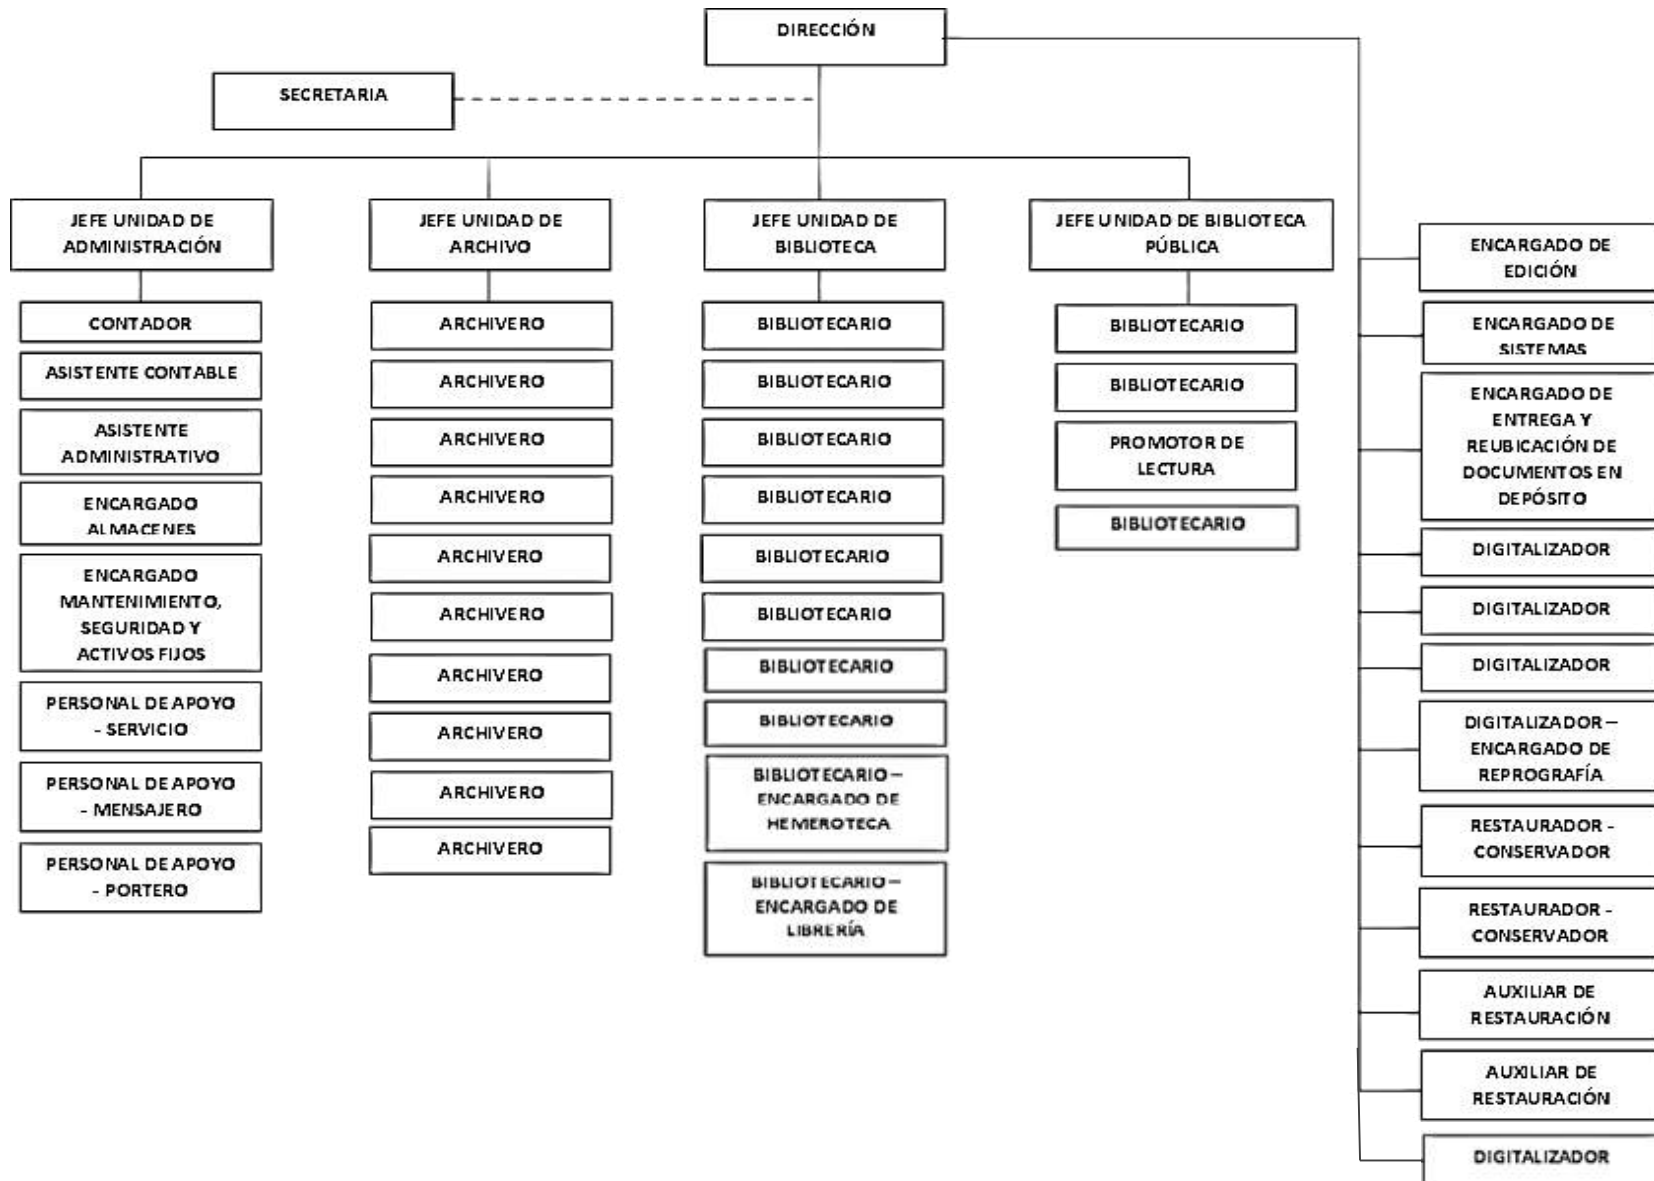 DIRECCIÓN
SECRETARIA
JEFE UNIDAD DE
ADMINISTRACIÓN
CONTADOR
ASISTENTE CONTABLE
ASISTENTE
ADMINISTRATIVO
ENCARGADO
ALMACENES
ENCARGADO
MANTENIMIENTO,
SEGURIDAD Y
ACTIVOS FIJOS
PERSONAL DE APOYO
- SERVICIO
PERSONAL DE APOYO
- MENSAJERO
PERSONAL DE APOYO
- PORTERO
JEFE UNIDAD DE
ARCHIVO
ARCHIVERO
ARCHIVERO
ARCHIVERO
ARCHIVERO
ARCHIVERO
ARCHIVERO
ARCHIVERO
ARCHIVERO
ARCHIVERO
ARCHIVERO
JEFE UNIDAD DE
BIBLIOTECA
BIBLIOTECARIO
BIBLIOTECARIO
BIBLIOTECARIO
BIBLIOTECARIO
BIBLIOTECARIO
BIBLIOTECARIO
BIBLIOTECARIO
BIBLIOTECARIO
BIBLIOTECARIO –
ENCARGADO DE
HEMEROTECA
BIBLIOTECARIO –
ENCARGADO DE
LIBRERÍA
JEFE UNIDAD DE BIBLIOTECA
PÚBLICA
BIBLIOTECARIO
BIBLIOTECARIO
PROMOTOR DE
LECTURA
BIBLIOTECARIO
ENCARGADO DE
EDICIÓN
ENCARGADO DE
SISTEMAS
ENCARGADO DE
ENTREGA Y
REUBICACIÓN DE
DOCUMENTOS EN
DEPÓSITO
DIGITALIZADOR
DIGITALIZADOR
DIGITALIZADOR
DIGITALIZADOR –
ENCARGADO DE
REPROGRAFÍA
RESTAURADOR -
CONSERVADOR
RESTAURADOR -
CONSERVADOR
AUXILIAR DE
RESTAURACIÓN
AUXILIAR DE
RESTAURACIÓN
DIGITALIZADOR